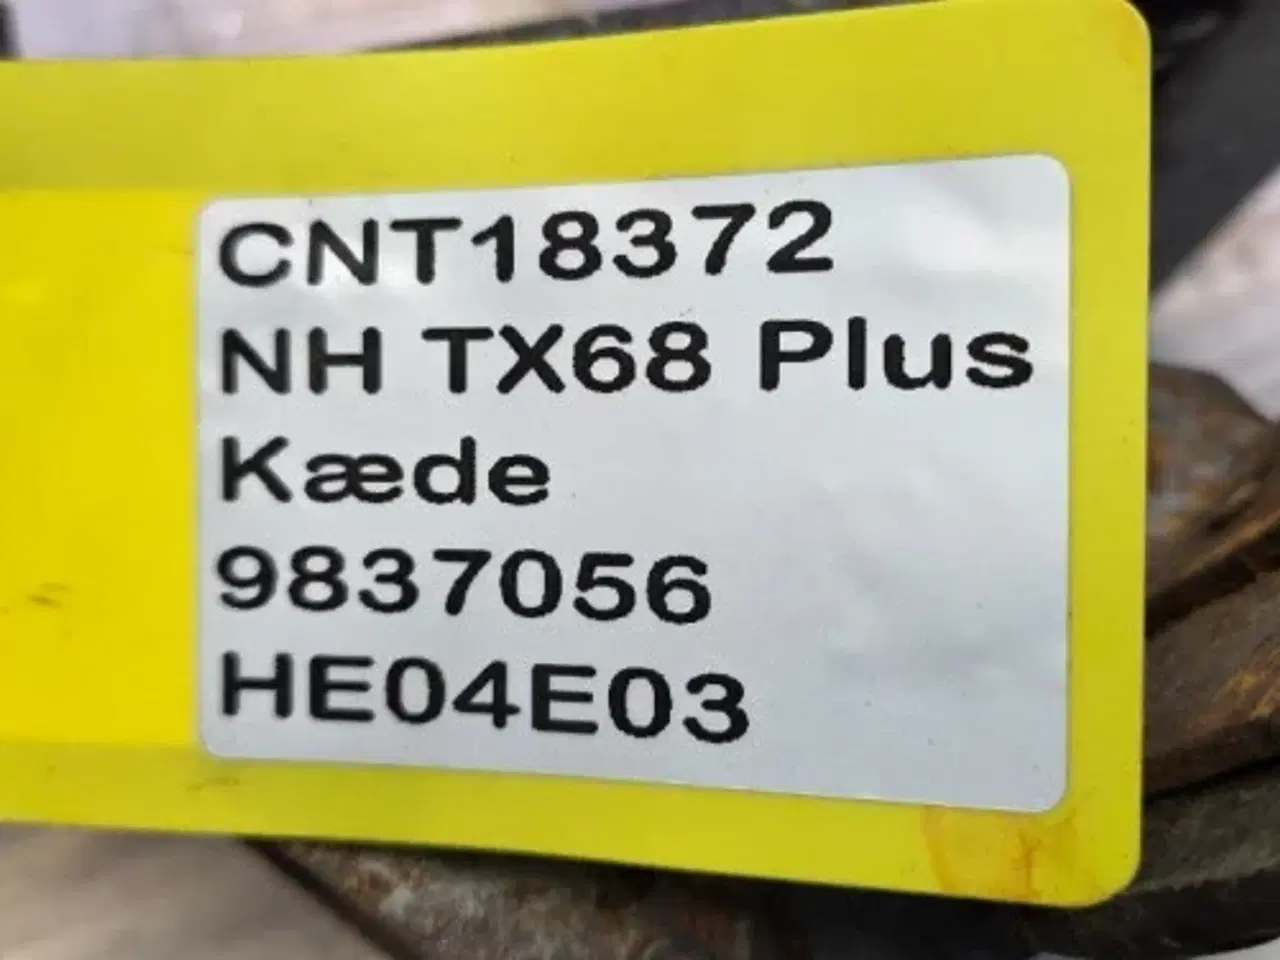 CNT18372
NH TX68 Plus
Kæde
9837056
HE04E03